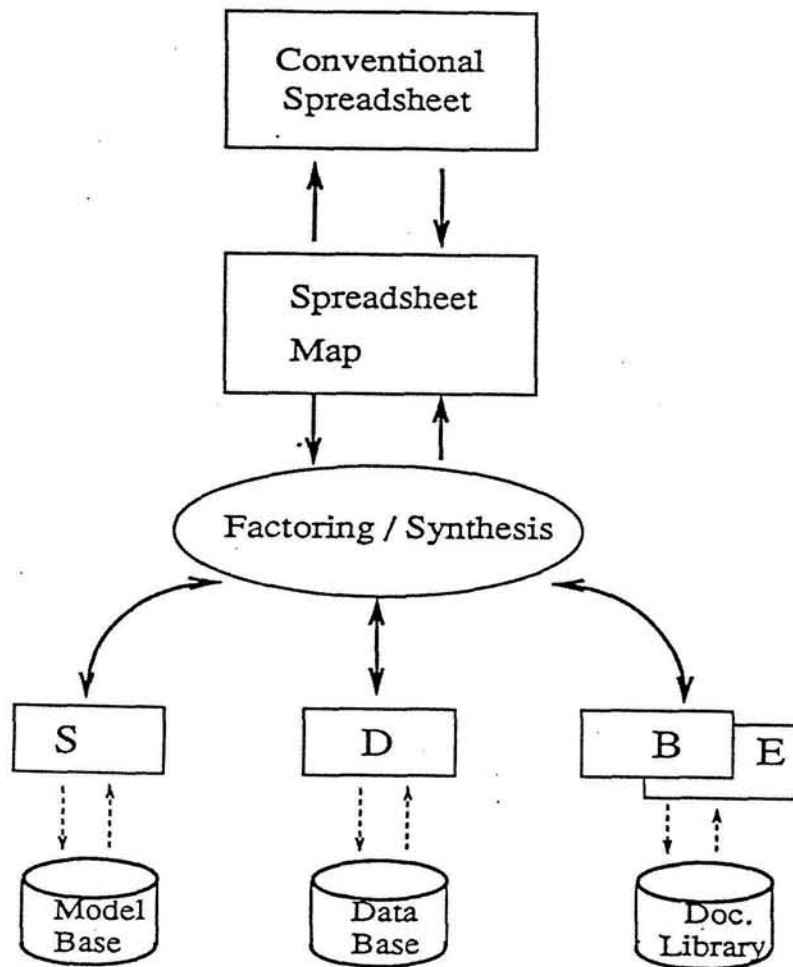 Conventional
Spreadsheet
Spreadsheet
Map
Factoring / Synthesis
S
D
B
E
Model
Base
Data
Base
Doc.
Library